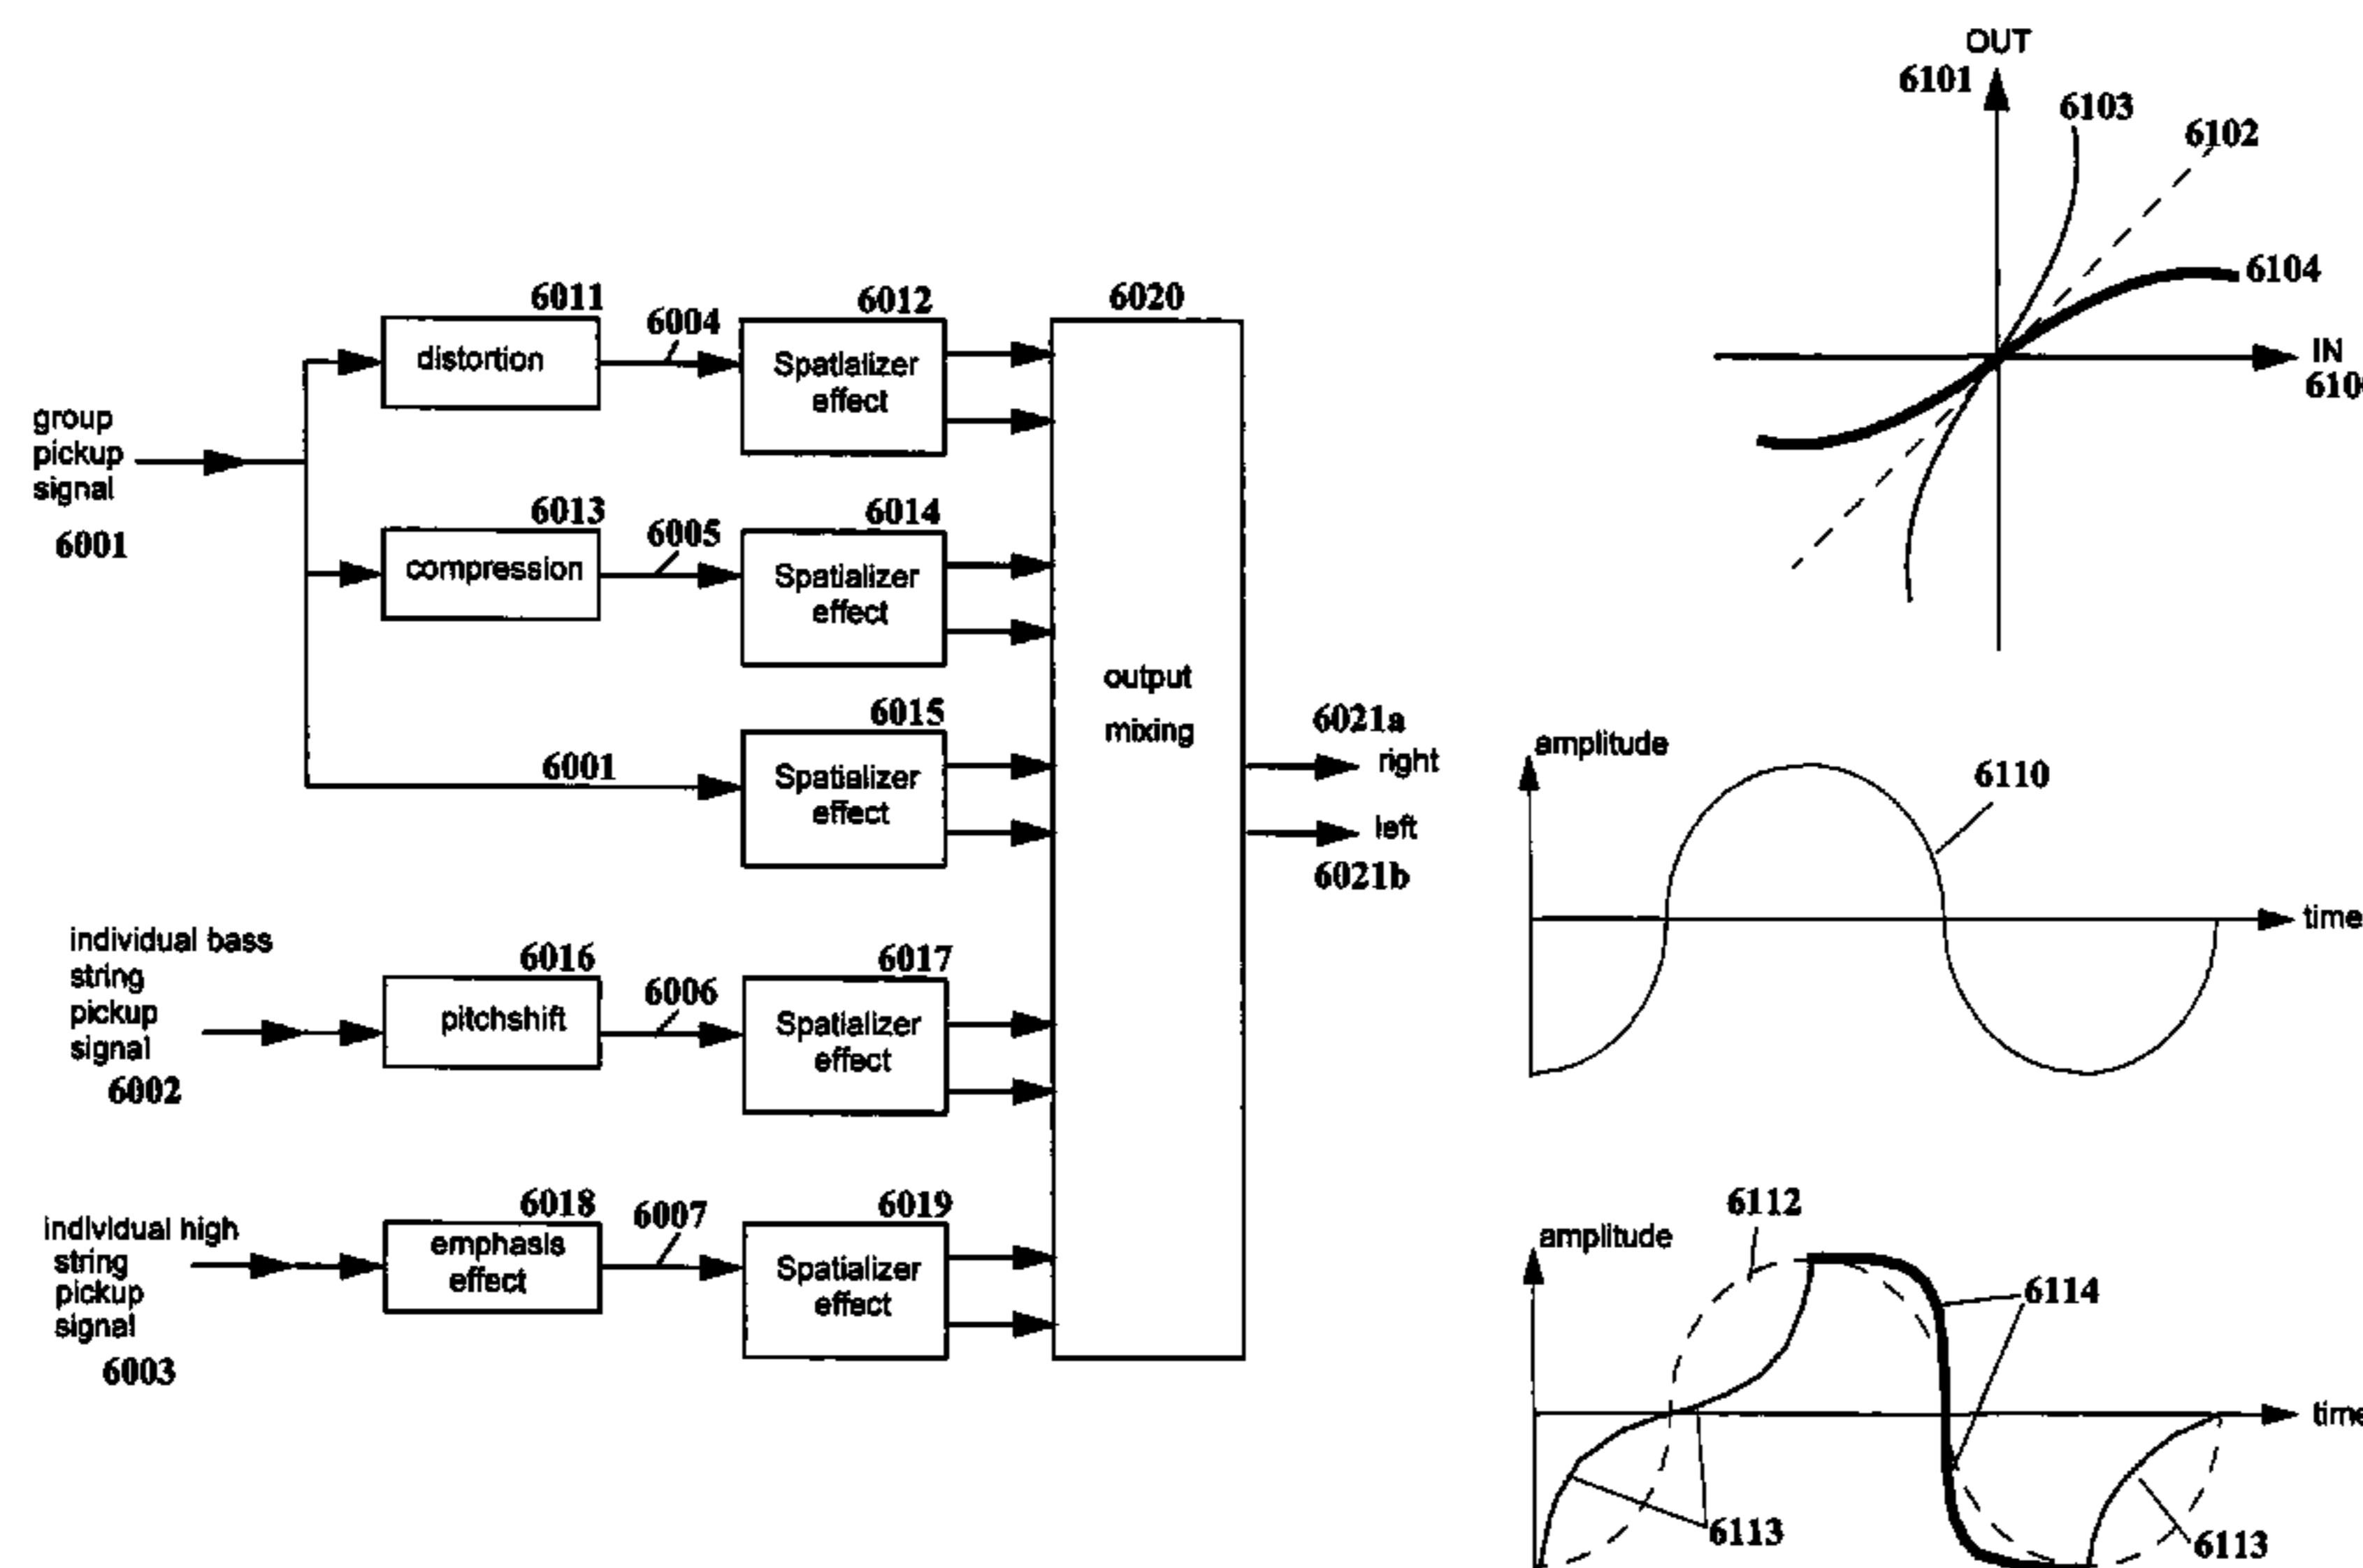 group
pickup
signal
6001
6011
distortion
6004
6012
Spatializer
effect
6013
compression
6005
6014
Spatializer
effect
6001
6015
Spatializer
effect
individual bass
string
pickup
signal
6002
6016
pitchshift
6006
6017
Spatializer
effect
individual high
string
pickup
signal
6003
6018
emphasis
effect
6007
6019
Spatializer
effect
6020
output
mixing
6021a
right
left
6021b
OUT
6101
6103
6102
6104
IN
amplitude
6110
time
amplitude
6112
6114
time
6113
6113